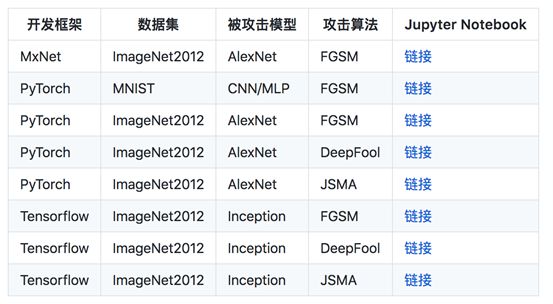 开发框架 数据集 被攻击模型 攻击算法 Jupyter Notebook
MxNet ImageNet2012 AlexNet FGSM 链接
PyTorch MNIST CNN/MLP FGSM 链接
PyTorch ImageNet2012 AlexNet FGSM 链接
PyTorch ImageNet2012 AlexNet DeepFool 链接
PyTorch ImageNet2012 AlexNet JSMA 链接
Tensorflow ImageNet2012 Inception FGSM 链接
Tensorflow ImageNet2012 Inception DeepFool 链接
Tensorflow ImageNet2012 Inception JSMA 链接